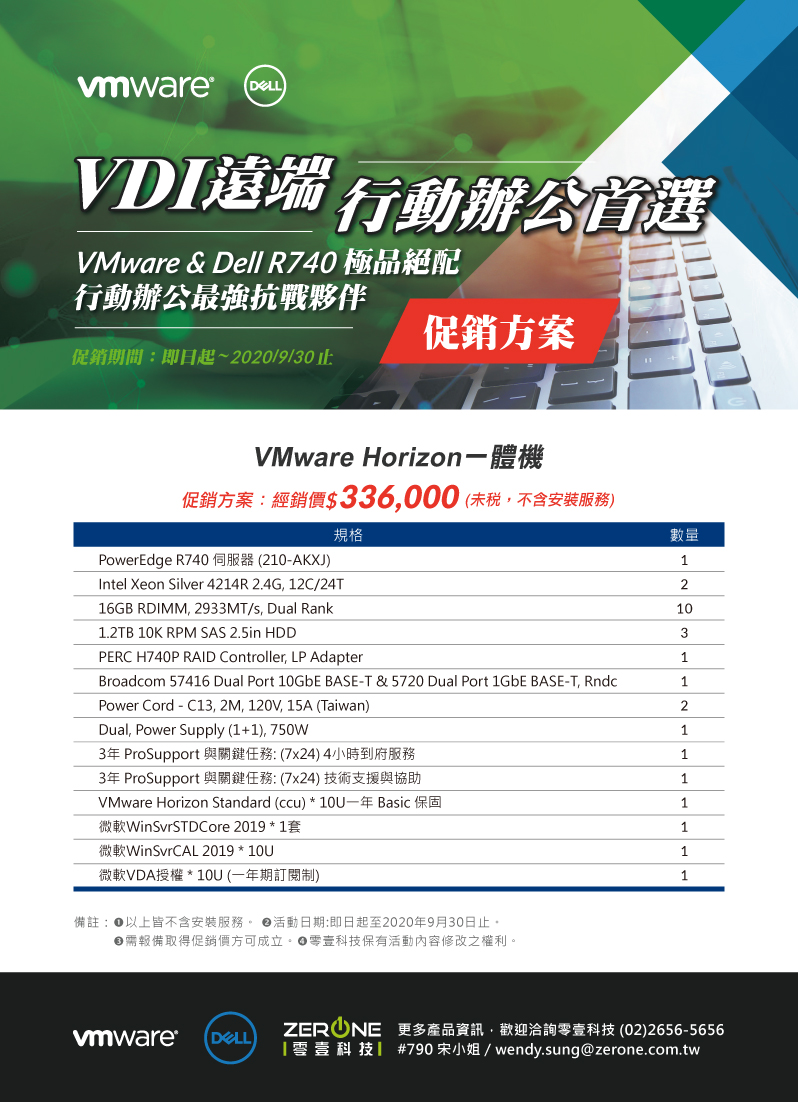 vmware® DELL
VDI遠端 行動辦公首選
VMware & Dell R740 極品絕配
行動辦公最強抗戰夥伴
促銷方案
促銷期間：即日起~2020/9/30止
VMware Horizon一體機
促銷方案：經銷價$336,000 (未税，不含安裝服務)
規格 數量
PowerEdge R740 伺服器 (210-AKXJ) 1
Intel Xeon Silver 4214R 2.4G, 12C/24T 2
16GB RDIMM, 2933MT/s, Dual Rank 10
1.2TB 10K RPM SAS 2.5in HDD 3
PERC H740P RAID Controller, LP Adapter 1
Broadcom 57416 Dual Port 10GbE BASE-T & 5720 Dual Port 1GbE BASE-T, Rndc 1
Power Cord - C13, 2M, 120V, 15A (Taiwan) 2
Dual, Power Supply (1+1), 750W 1
3年 ProSupport 與關鍵任務: (7x24) 4小時到府服務 1
3年 ProSupport 與關鍵任務: (7x24) 技術支援與協助 1
VMware Horizon Standard (ccu) * 10U一年 Basic 保固 1
微軟WinSvrSTDCore 2019 * 1套 1
微軟WinSvrCAL 2019 * 10U 1
微軟VDA授權 * 10U (一年期訂閱制) 1
備註：❶以上皆不含安裝服務。 ❷活動日期:即日起至2020年9月30日止。
❸需報備取得促銷價方可成立。❹零壹科技保有活動內容修改之權利。
vmware® DELL ZERONE 更多產品資訊，歡迎洽詢零壹科技 (02)2656-5656
零壹科技 #790 宋小姐 / wendy.sung@zerone.com.tw